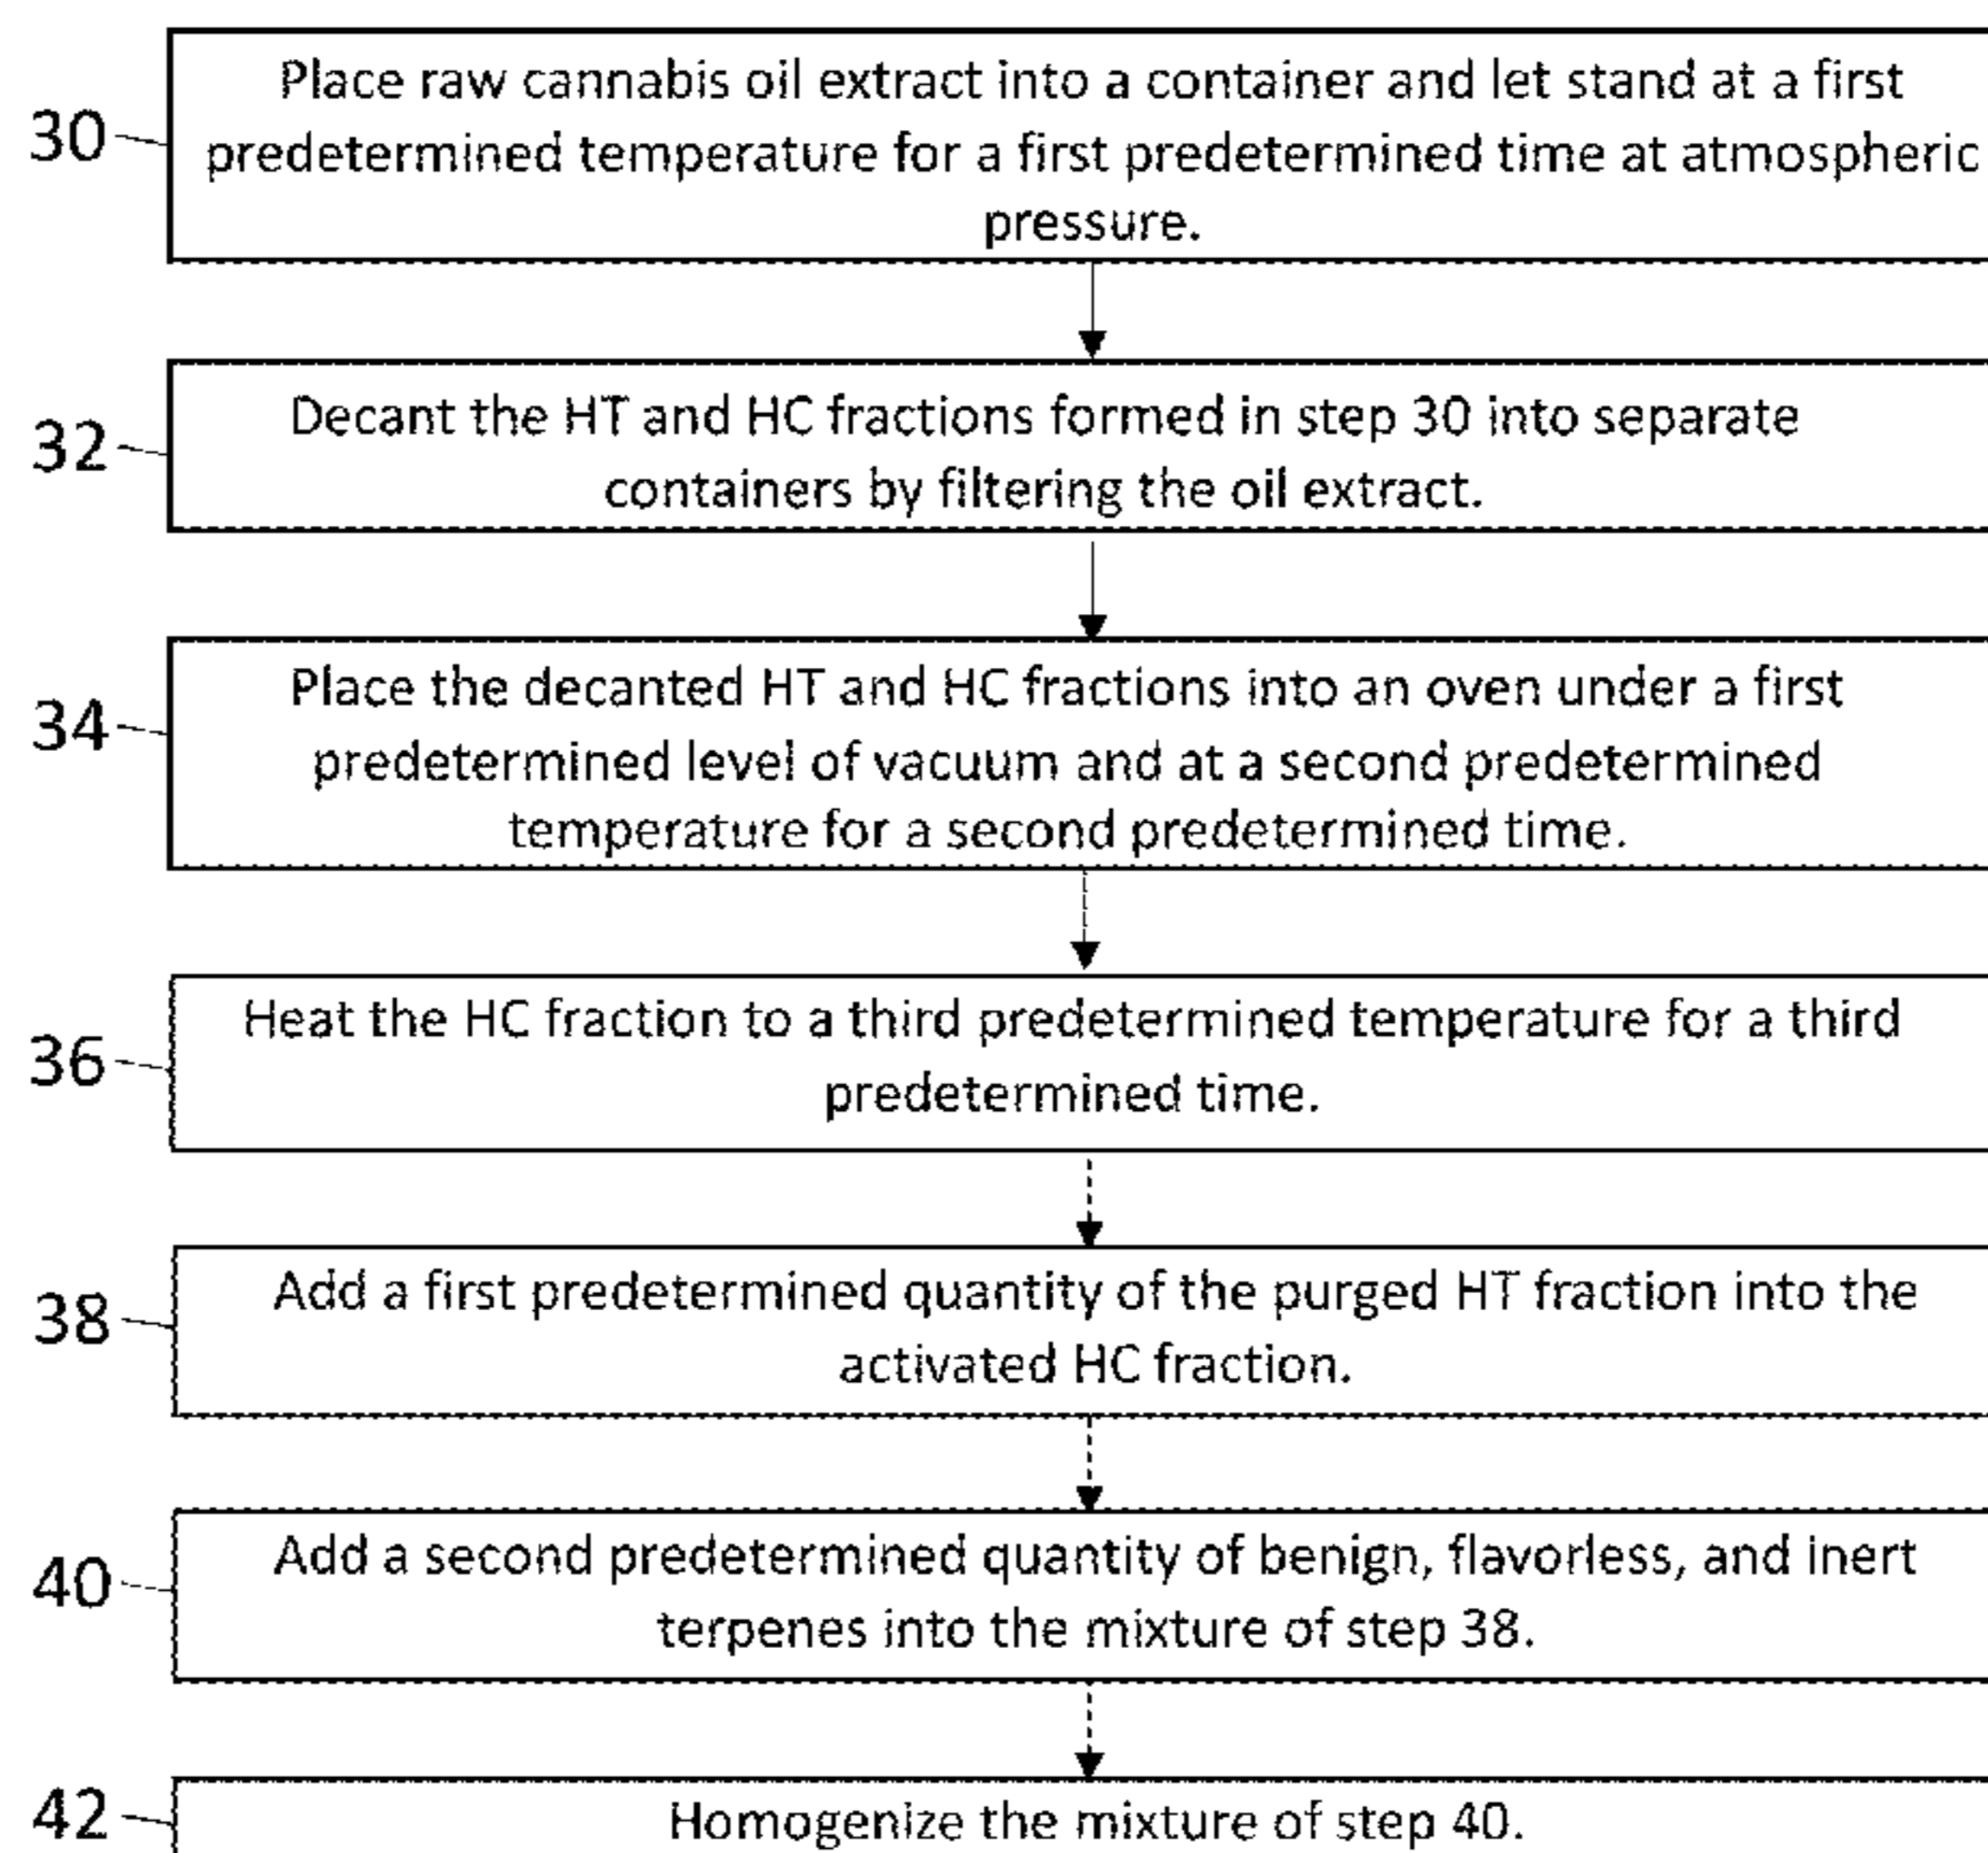 30
Place raw cannabis oil extract into a container and let stand at a first
predetermined temperature for a first predetermined time at atmospheric
pressure.
32
Decant the HT and HC fractions formed in step 30 into separate
containers by filtering the oil extract.
34
Place the decanted HT and HC fractions into an oven under a first
predetermined level of vacuum and at a second predetermined
temperature for a second predetermined time.
36
Heat the HC fraction to a third predetermined temperature for a third
predetermined time.
38
Add a first predetermined quantity of the purged HT fraction into the
activated HC fraction.
40
Add a second predetermined quantity of benign, flavorless, and inert
terpenes into the mixture of step 38.
42
Homogenize the mixture of step 40.